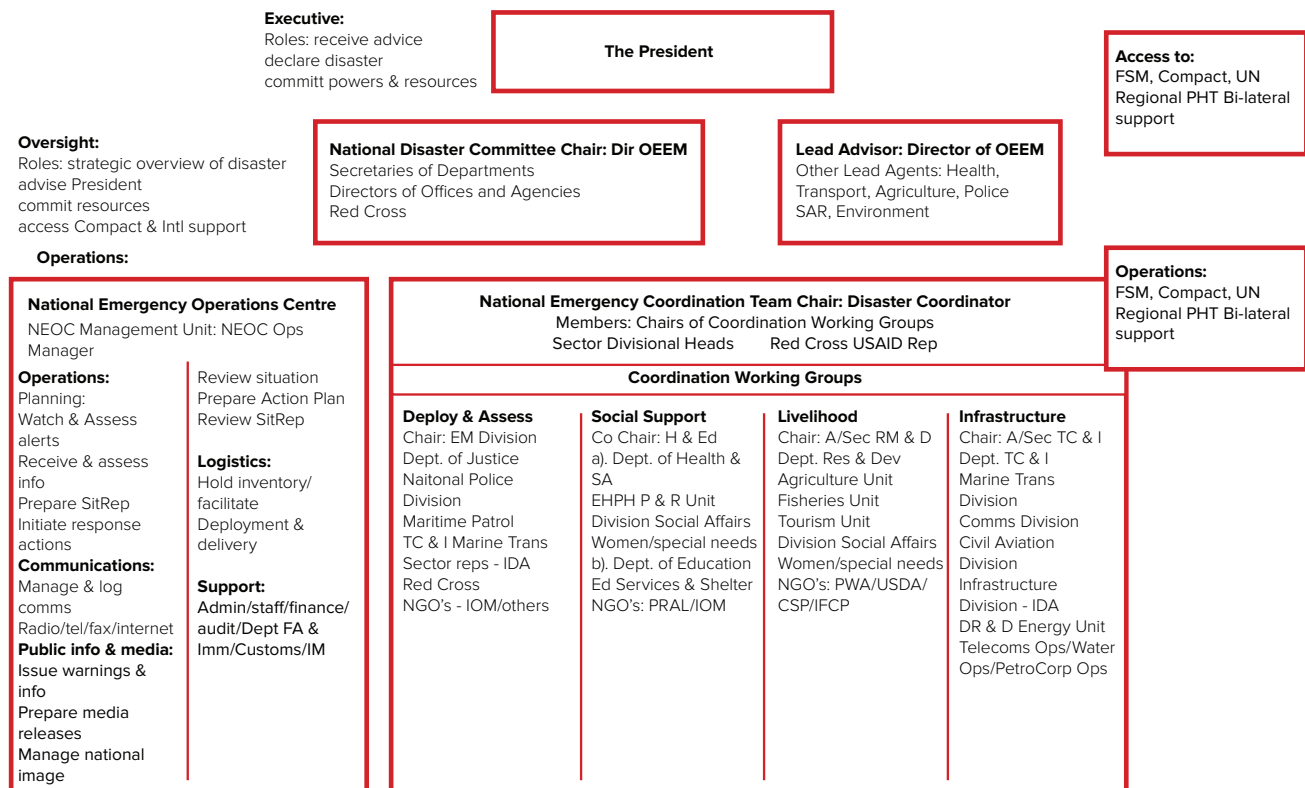 Executive:
Roles: receive advice
declare disaster
committ powers & resources
The President
Access to:
FSM, Compact, UN
Regional PHT Bi-lateral
support
Oversight:
Roles: strategic overview of disaster
advise President
commit resources
access Compact & Intl support
National Disaster Committee Chair: Dir OEEM
Secretaries of Departments
Directors of Offices and Agencies
Red Cross
Lead Advisor: Director of OEEM
Other Lead Agents: Health,
Transport, Agriculture, Police
SAR, Environment
Operations:
National Emergency Operations Centre
NEOC Management Unit: NEOC Ops
Manager
Operations:
Planning:
Watch & Assess
alerts
Receive & assess
info
Prepare SitRep
Initiate response
actions
Communications:
Manage & log
comms
Radio/tel/fax/internet
Public info & media:
Issue warnings &
info
Prepare media
releases
Manage national
image
Review situation
Prepare Action Plan
Review SitRep
Logistics:
Hold inventory/
facilitate
Deployment &
delivery
Support:
Admin/staff/finance/
audit/Dept FA &
Imm/Customs/IM
National Emergency Coordination Team Chair: Disaster Coordinator
Members: Chairs of Coordination Working Groups
Sector Divisional Heads Red Cross USAID Rep
Operations:
FSM, Compact, UN
Regional PHT Bi-lateral
support
Coordination Working Groups
Deploy & Assess
Chair: EM Division
Dept. of Justice
Naitonal Police
Division
Maritime Patrol
TC & I Marine Trans
Sector reps - IDA
Red Cross
NGO's - IOM/others
Social Support
Co Chair: H & Ed
a). Dept. of Health &
SA
EHPH P & R Unit
Division Social Affairs
Women/special needs
b). Dept. of Education
Ed Services & Shelter
NGO's: PRAL/IOM
Livelihood
Chair: A/Sec RM & D
Dept. Res & Dev
Agriculture Unit
Fisheries Unit
Tourism Unit
Division Social Affairs
Women/special needs
NGO's: PWA/USDA/
CSP/IFCP
Infrastructure
Chair: A/Sec TC & I
Dept. TC & I
Marine Trans
Division
Comms Division
Civil Aviation
Division
Infrastructure
Division - IDA
DR & D Energy Unit
Telecoms Ops/Water
Ops/PetroCorp Ops